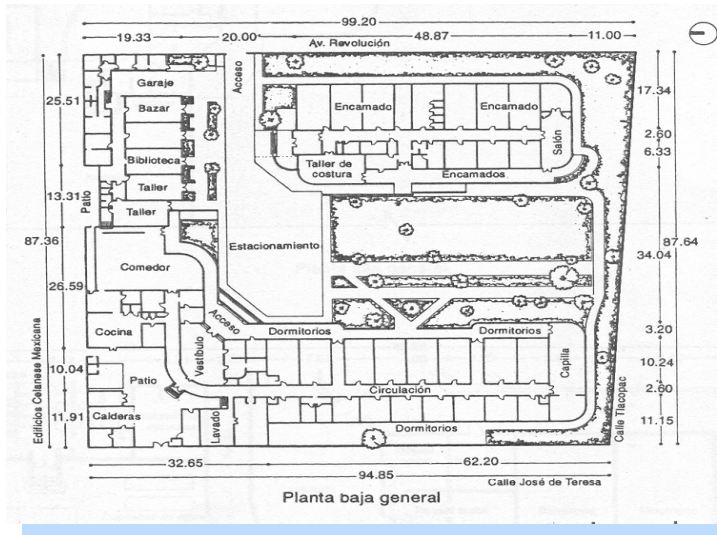 99.20
19.33
20.00
48.87
11.00
Av. Revolución
Acceso
Garaje
Bazar
Biblioteca
Taller
Taller
Patio
25.51
13.31
87.36
26.59
10.04
11.91
Encamado
Encamado
Salón
Taller de
costura
Encamados
17.34
2.60
6.33
34.04
87.64
3.20
10.24
2.60
11.15
Estacionamiento
Comedor
Acceso
Cocina
Vestíbulo
Dormitorios
Dormitorios
Capilla
Circulación
Patio
Calderas
Lavado
Dormitorios
Edificios Celanese Mexicana
Calle Tlacopac
32.65
62.20
94.85
Calle José de Teresa
Planta baja general